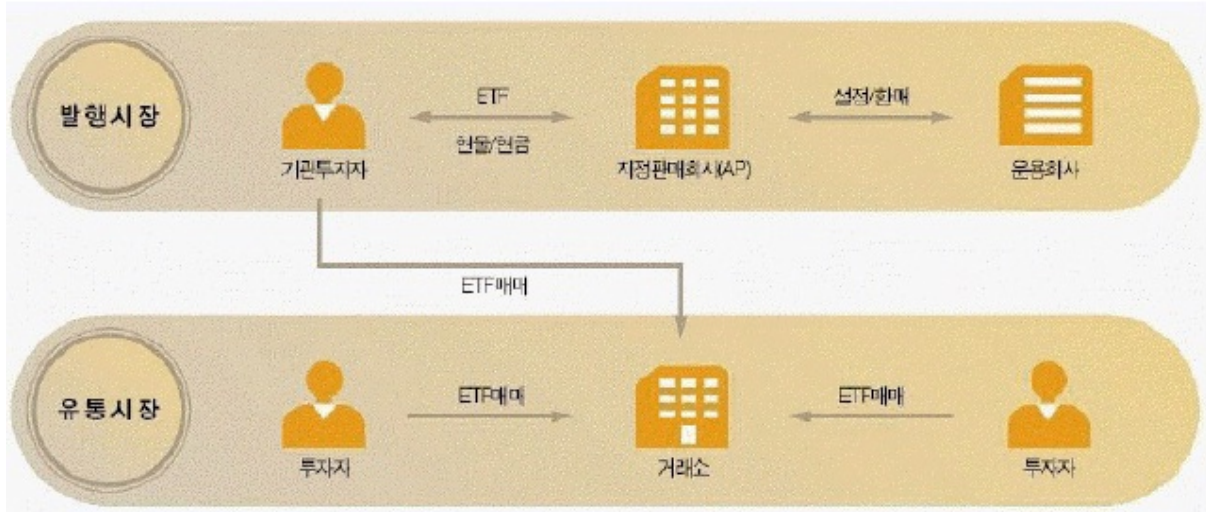 발행시장
기관투자자
ETF
현물/현금
지정판매회사(AP)
설정/환매
운용회사
ETF매매
유통시장
투자자
ETF매매
거래소
ETF매매
투자자